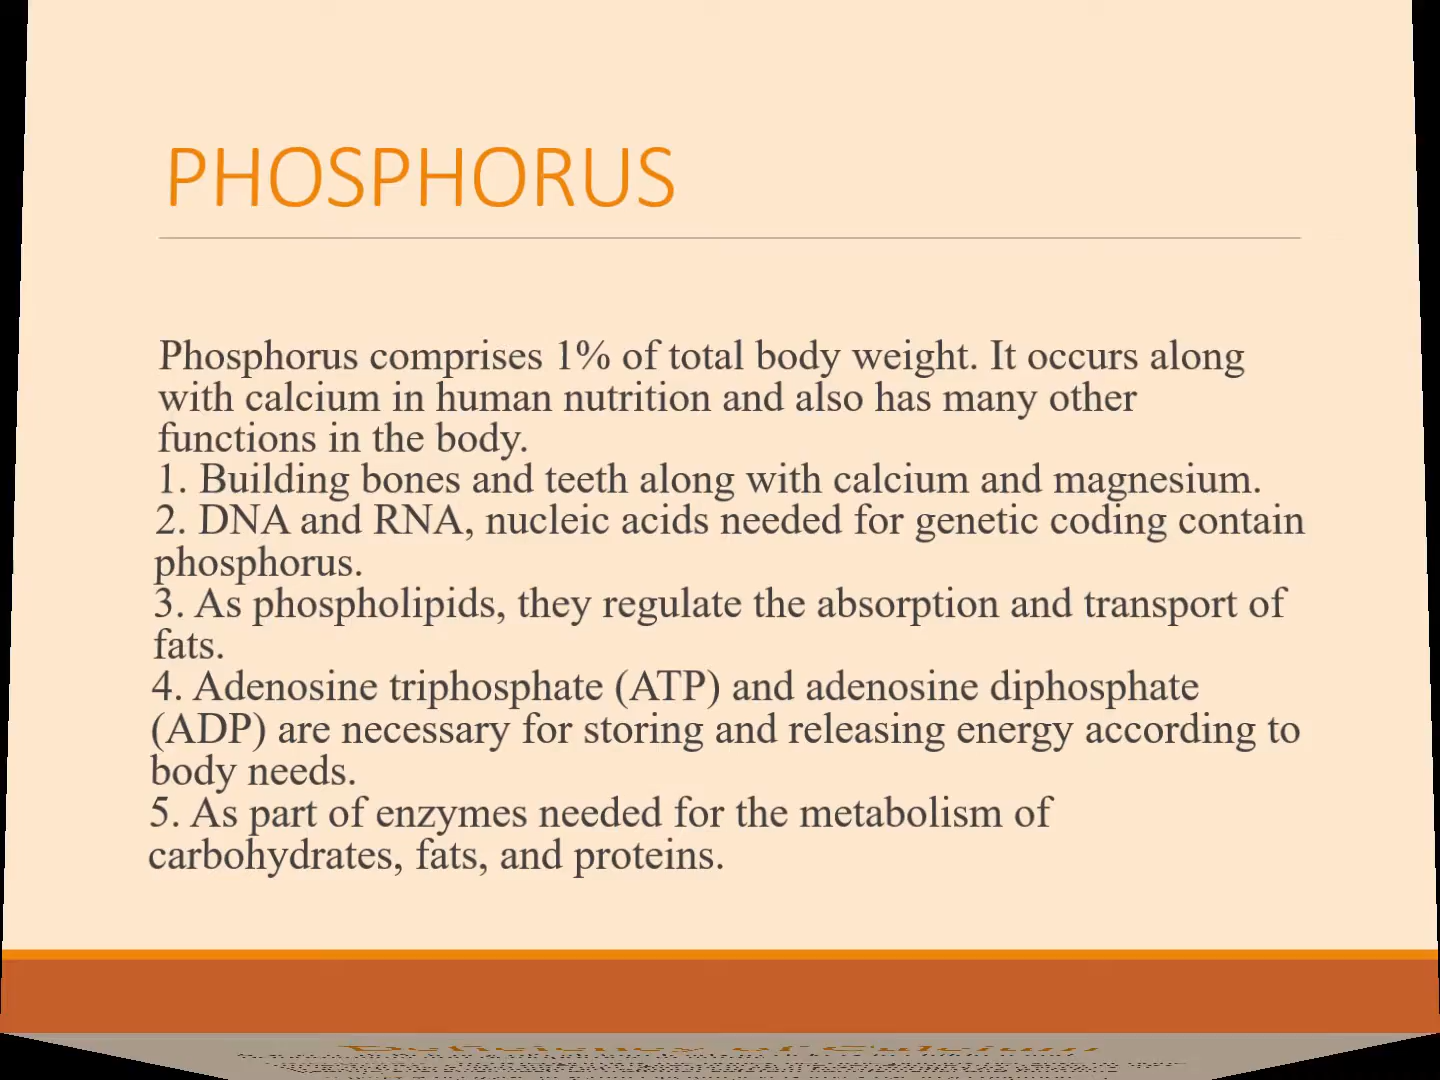 PHOSPHORUS
Phosphorus comprises 1% of total body weight. It occurs along
with calcium in human nutrition and also has many other
functions in the body.
1. Building bones and teeth along with calcium and magnesium.
2. DNA and RNA, nucleic acids needed for genetic coding contain
phosphorus.
3. As phospholipids, they regulate the absorption and transport of
fats.
4. Adenosine triphosphate (ATP) and adenosine diphosphate
(ADP) are necessary for storing and releasing energy according to
body needs.
5. As part of enzymes needed for the metabolism of
carbohydrates, fats, and proteins.
Deficiency of Calcium